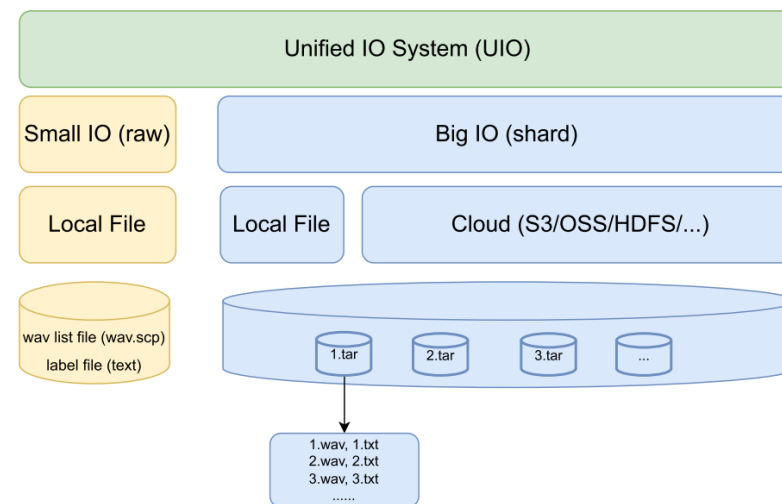 Unified IO System (UIO)
Small IO (raw)
Big IO (shard)
Local File
Local File
Cloud (S3/OSS/HDFS/...)
wav list file (wav.scp)
label file (text)
1.tar
2.tar
3.tar
...
1.wav, 1.txt
2.wav, 2.txt
3.wav, 3.txt
......